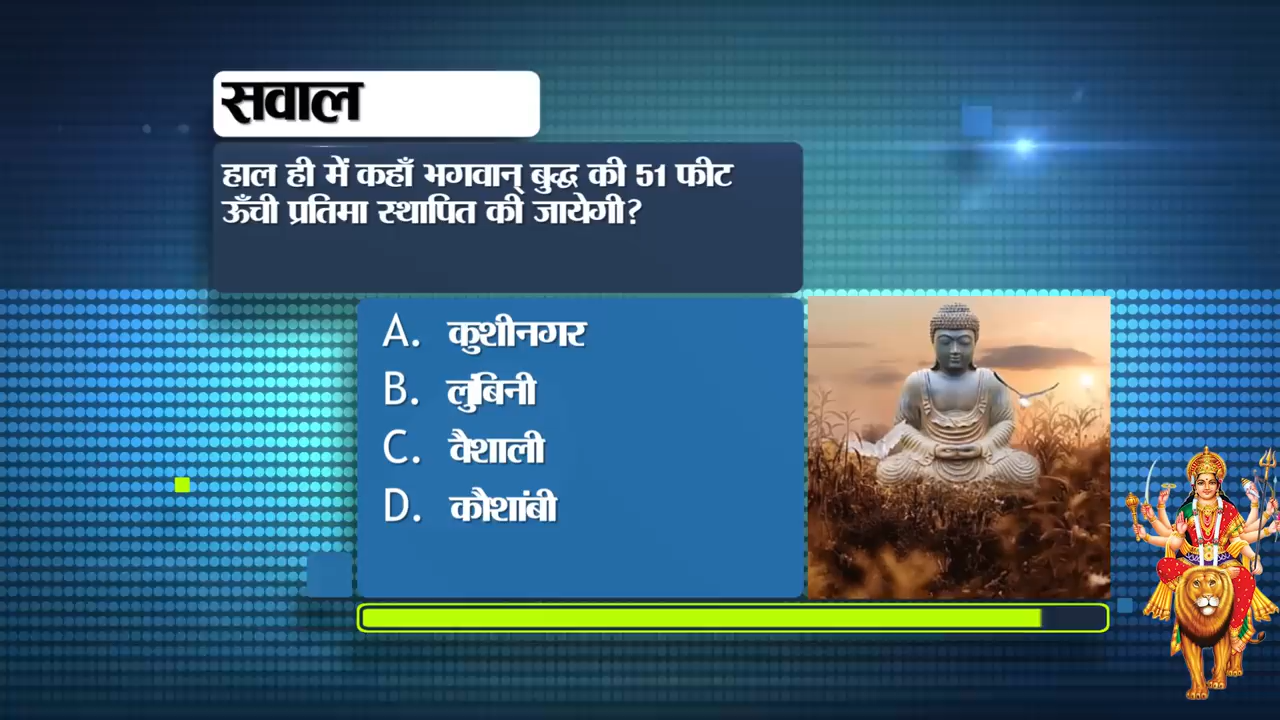 सवाल
हाल ही में कहाँ भगवान् बुद्ध की 51 फीट
ऊँची प्रतिमा स्थापित की जायेगी?
A. कुशीनगर
B. लुंबिनी
C. वैशाली
D. कौशांबी